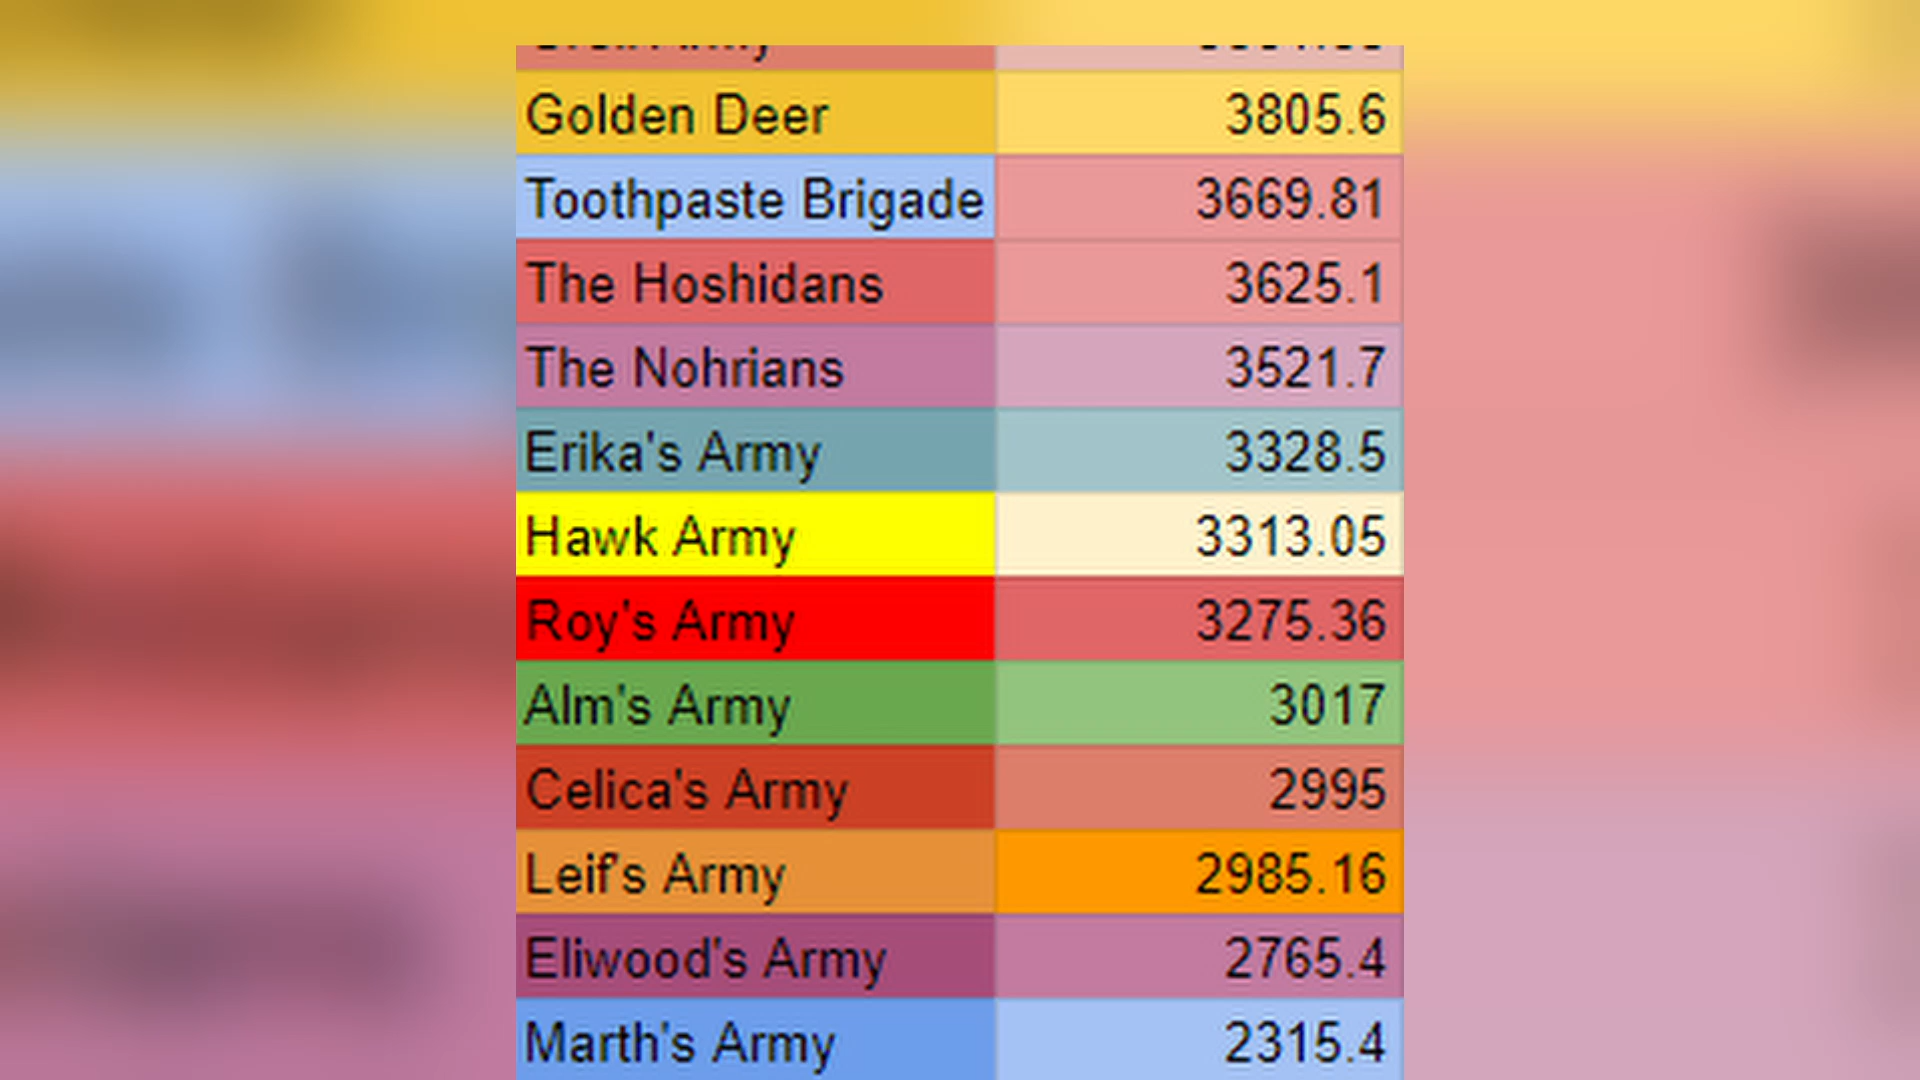 Golden Deer 3805.6
Toothpaste Brigade 3669.81
The Hoshidans 3625.1
The Nohrians 3521.7
Erika's Army 3328.5
Hawk Army 3313.05
Roy's Army 3275.36
Alm's Army 3017
Celica's Army 2995
Leif's Army 2985.16
Eliwood's Army 2765.4
Marth's Army 2315.4